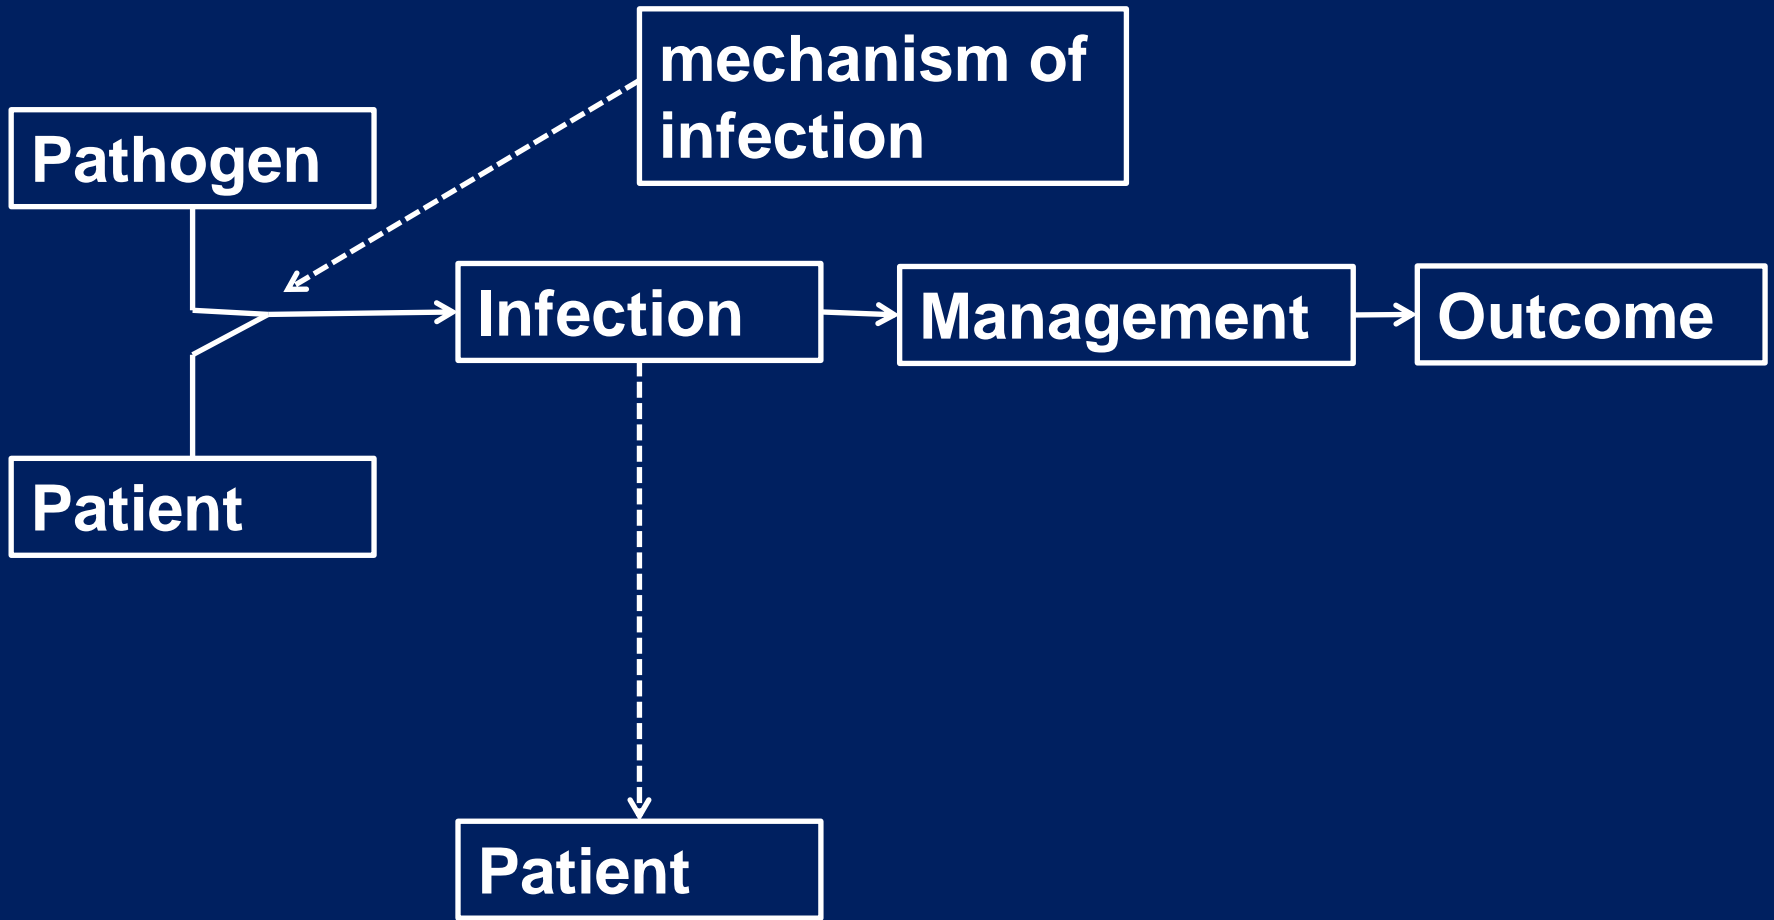 mechanism of
infection
Pathogen
Infection
Management
Outcome
Patient
Patient